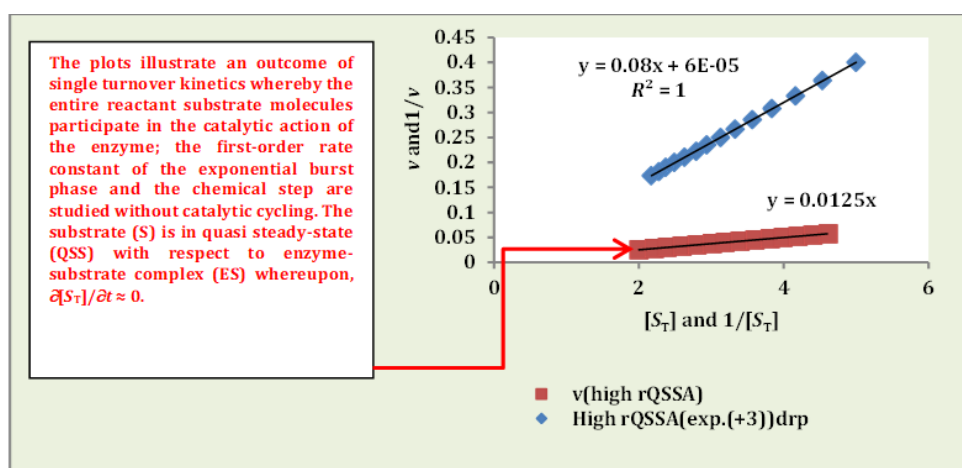 The plots illustrate an outcome of
single turnover kinetics whereby the
entire reactant substrate molecules
participate in the catalytic action of
the enzyme; the first-order rate
constant of the exponential burst
phase and the chemical step are
studied without catalytic cycling. The
substrate (S) is in quasi steady-state
(QSS) with respect to enzyme-
substrate complex (ES) whereupon,
∂[S_T]/∂t ≈ 0.
v and1/v
0.45
0.4
0.35
0.3
0.25
0.2
0.15
0.1
0.05
0
y = 0.08x + 6E-05
R² = 1
y = 0.0125x
0 2 4 6
[S_T] and 1/[S_T]
v(high rQSSA)
High rQSSA(exp.(+3))drp